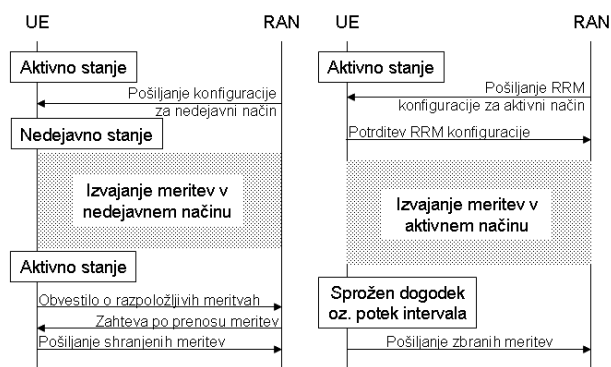 UE
RAN
Aktivno stanje
Pošiljanje konfiguracije
za nedejavni način
Nedejavno stanje
Izvajanje meritev v
nedejavnem načinu
Aktivno stanje
Obvestilo o razpoložljivih meritvah
Zahteva po prenosu meritev
Pošiljanje shranjenih meritev
UE
RAN
Aktivno stanje
Pošiljanje RRM
konfiguracije za aktivni način
Potrditev RRM konfiguracije
Izvajanje meritev v
aktivnem načinu
Sprožen dogodek
oz. potek intervala
Pošiljanje zbranih meritev